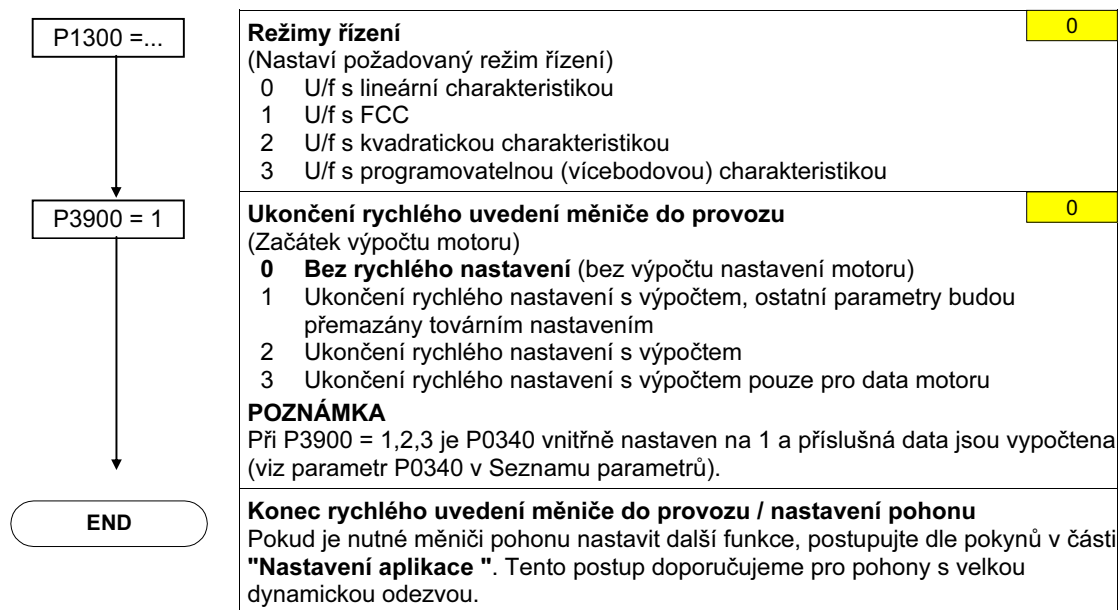 P1300 =...
Režimy řízení
0
(Nastaví požadovaný režim řízení)
0 U/f s lineární charakteristikou
1 U/f s FCC
2 U/f s kvadratickou charakteristikou
3 U/f s programovatelnou (vícebodovou) charakteristikou
P3900 = 1
Ukončení rychlého uvedení měniče do provozu
0
(Začátek výpočtu motoru)
0 Bez rychlého nastavení (bez výpočtu nastavení motoru)
1 Ukončení rychlého nastavení s výpočtem, ostatní parametry budou
přemazány továrním nastavením
2 Ukončení rychlého nastavení s výpočtem
3 Ukončení rychlého nastavení s výpočtem pouze pro data motoru
POZNÁMKA
Při P3900 = 1,2,3 je P0340 vnitřně nastaven na 1 a příslušná data jsou vypočtena
(viz parametr P0340 v Seznamu parametrů).
END
Konec rychlého uvedení měniče do provozu / nastavení pohonu
Pokud je nutné měniči pohonu nastavit další funkce, postupujte dle pokynů v části
"Nastavení aplikace ". Tento postup doporučujeme pro pohony s velkou
dynamickou odezvou.